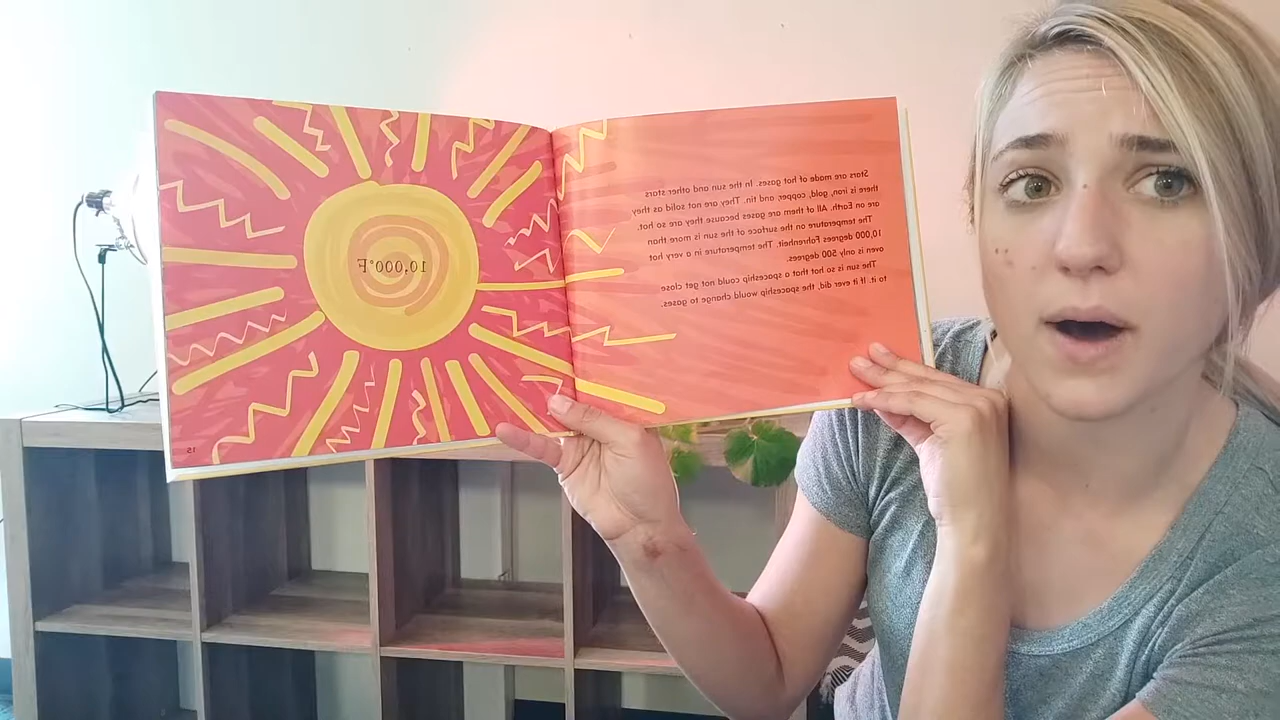 Stars are made of hot gases. In the sun and other stars
there is iron, gold, copper, and tin. They are not solid as they
are on Earth. All of them are gases because they are so hot.
The temperature on the surface of the sun is more than
10,000 degrees Fahrenheit. The temperature in a very hot
oven is only 500 degrees.
The sun is so hot that a spaceship could not get close
to it. If it ever did, the spaceship would change to gases.
10,000°F
15